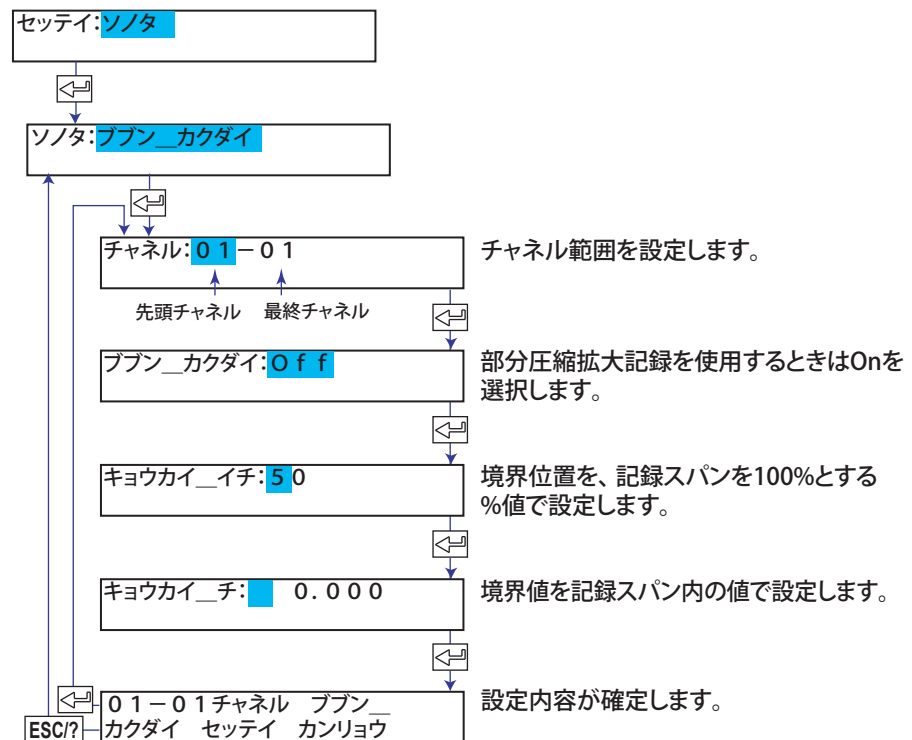 セッテイ:ソノタ
ソノタ:ブブン＿カクダイ
チャネル:０１－０１
チャネル範囲を設定します。
先頭チャネル 最終チャネル
ブブン＿カクダイ:Ｏｆｆ
部分圧縮拡大記録を使用するときはOnを
選択します。
キョウカイ＿イチ:５０
境界位置を、記録スパンを100%とする
%値で設定します。
キョウカイ＿チ: ０.０００
境界値を記録スパン内の値で設定します。
０１－０１チャネル ブブン＿
カクダイ セッテイ カンリョウ
設定内容が確定します。
ESC/?